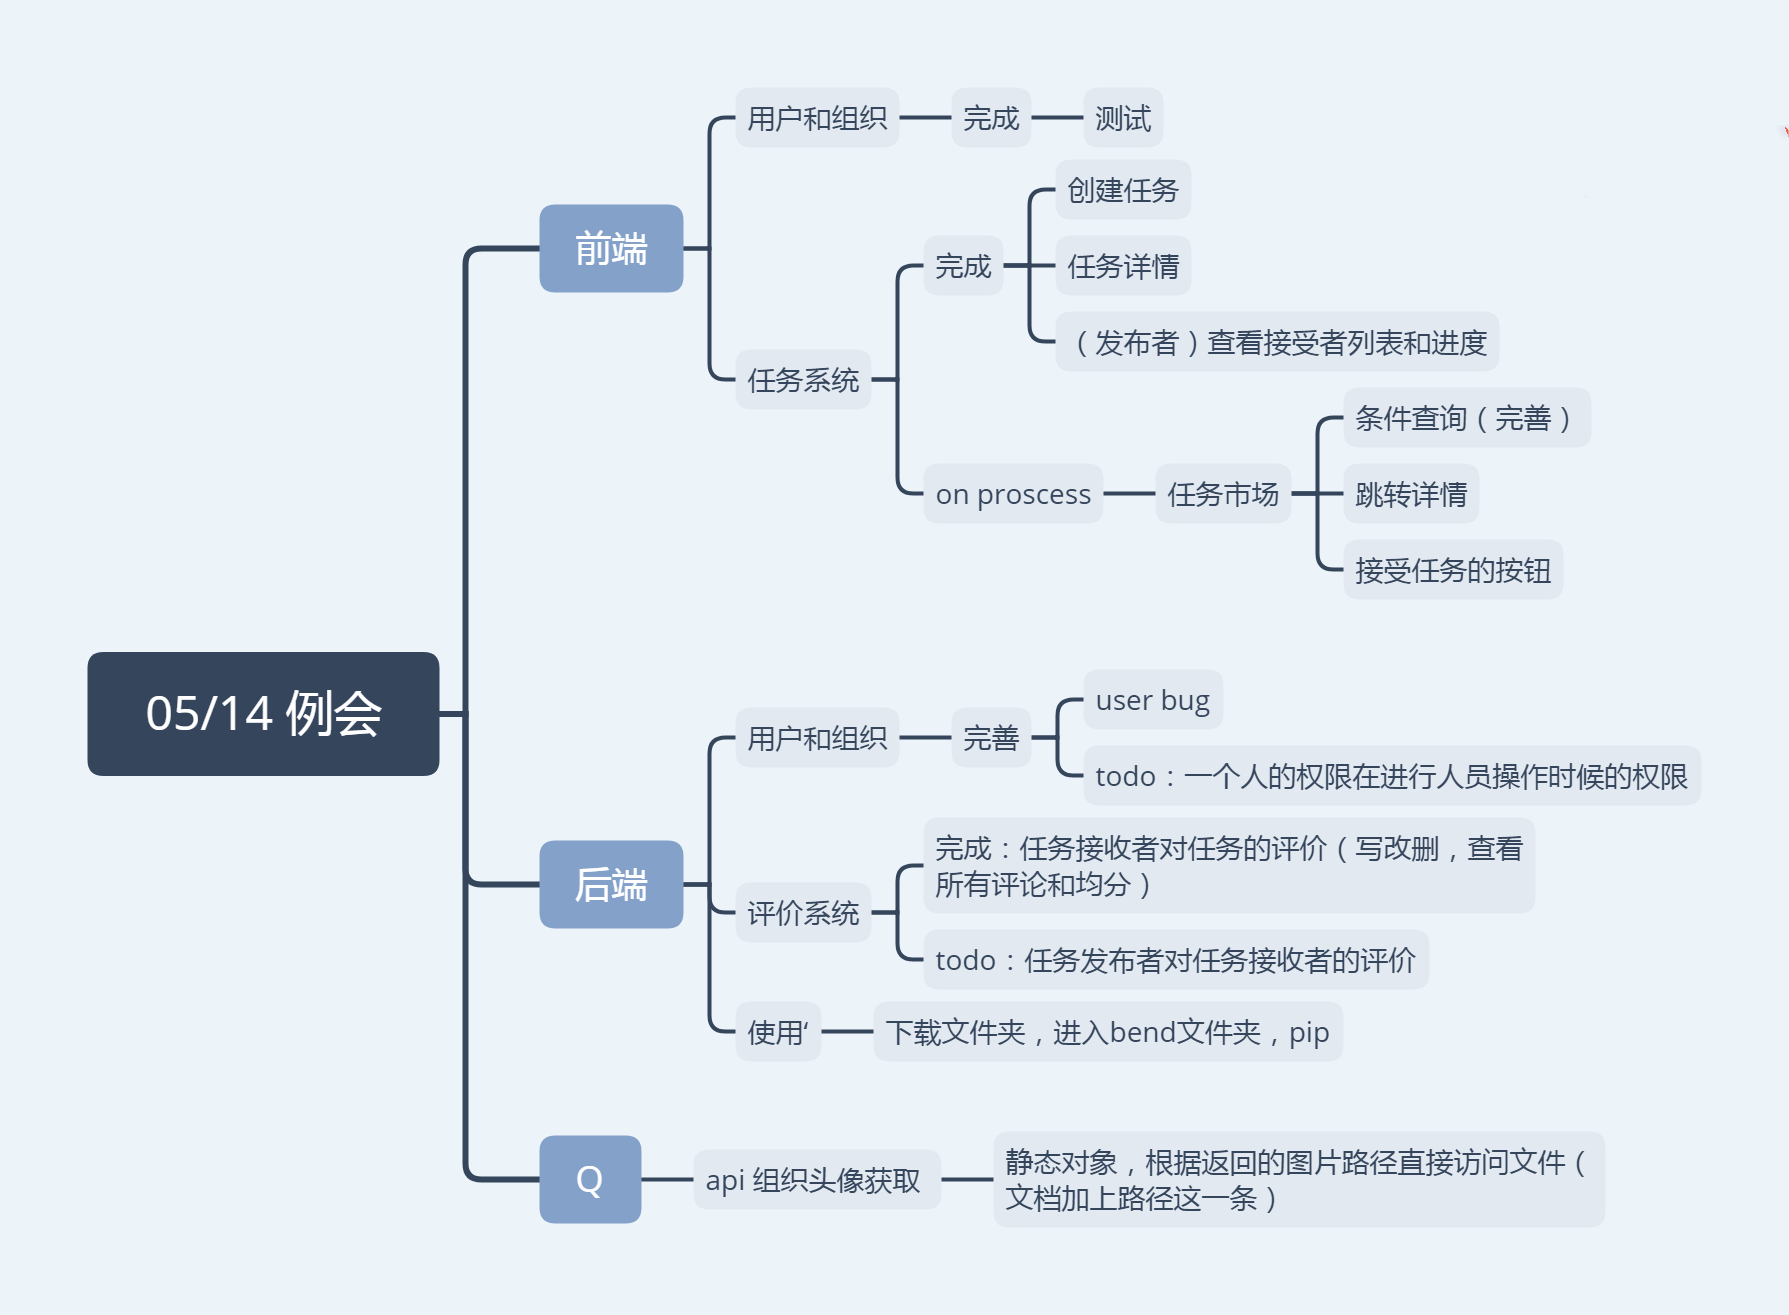 05/14 例会
前端
用户和组织
完成
测试
任务系统
完成
创建任务
任务详情
（发布者）查看接受者列表和进度
on proscess
任务市场
条件查询（完善）
跳转详情
接受任务的按钮
后端
用户和组织
完善
user bug
todo：一个人的权限在进行人员操作时候的权限
评价系统
完成：任务接收者对任务的评价（写改删，查看
所有评论和均分）
todo：任务发布者对任务接收者的评价
使用‘
下载文件夹，进入bend文件夹，pip
Q
api 组织头像获取
静态对象，根据返回的图片路径直接访问文件（
文档加上路径这一条）